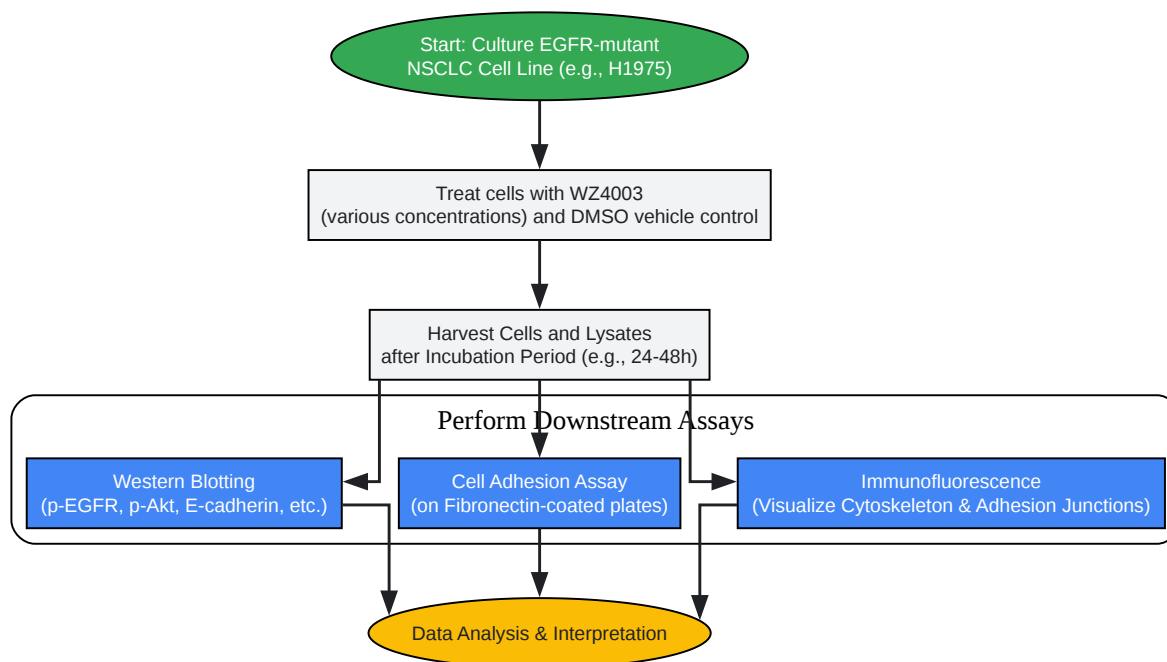 Start: Culture EGFR-mutant
NSCLC Cell Line (e.g., H1975)
Treat cells with WZ4003
(various concentrations) and DMSO vehicle control
Harvest Cells and Lysates
after Incubation Period (e.g., 24-48h)
Perform Downstream Assays
Western Blotting
(p-EGFR, p-Akt, E-cadherin, etc.)
Cell Adhesion Assay
(on Fibronectin-coated plates)
Immunofluorescence
(Visualize Cytoskeleton & Adhesion Junctions)
Data Analysis & Interpretation